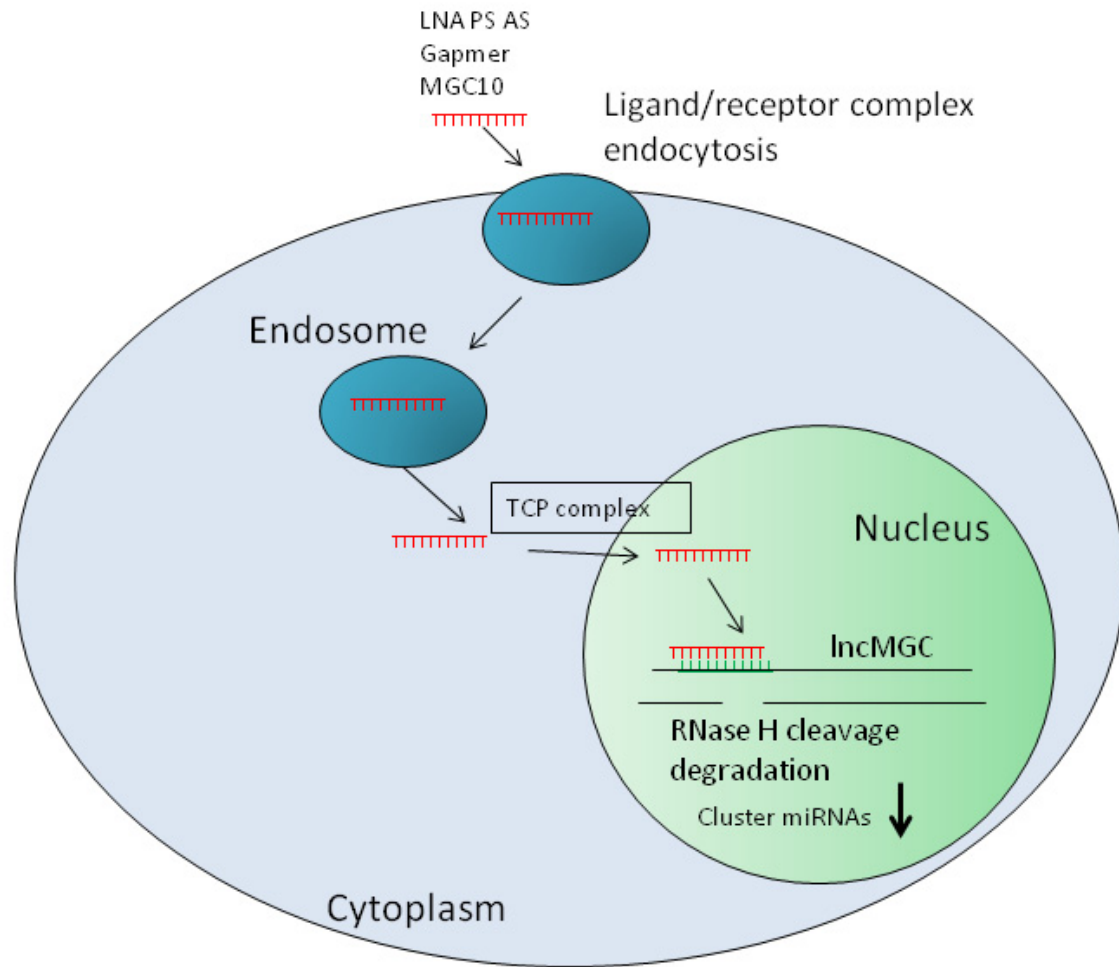 LNA PS AS
Gapmer
MGC10
Ligand/receptor complex
endocytosis
Endosome
TCP complex
Nucleus
lncMGC
RNase H cleavage
degradation
Cluster miRNAs
Cytoplasm